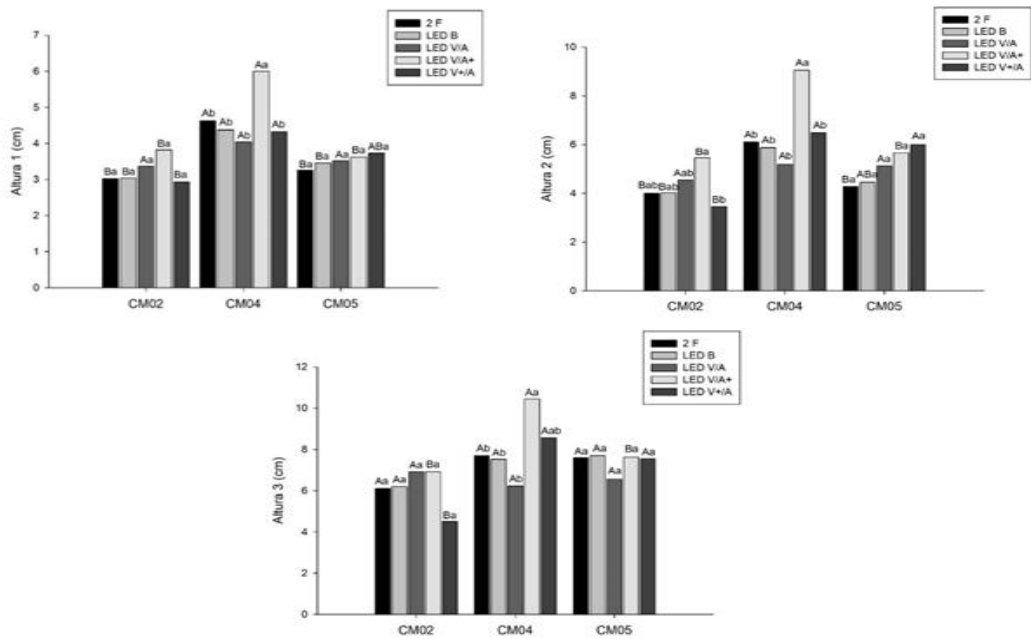 2 F
LED B
LED V/A
LED V/A+
LED V+/A
Altura 1 (cm)
7
6
5
4
3
2
1
0
Ba Ba Aa Ba Ba
Ab Ab Ab Aa Ab
Ba Ba Aa Ba ABa
CM02 CM04 CM05
2 F
LED B
LED V/A
LED V/A+
LED V+/A
Altura 2 (cm)
10
8
6
4
2
0
Bab Bab Aab Ba Bb
Ab Ab Ab Aa Ab
Ba ABa Aa Ba Aa
CM02 CM04 CM05
2 F
LED B
LED V/A
LED V/A+
LED V+/A
Altura 3 (cm)
12
10
8
6
4
2
0
Aa Aa Aa Ba Ba
Ab Ab Ab Aa Aab
Aa Aa Aa Ba Aa
CM02 CM04 CM05